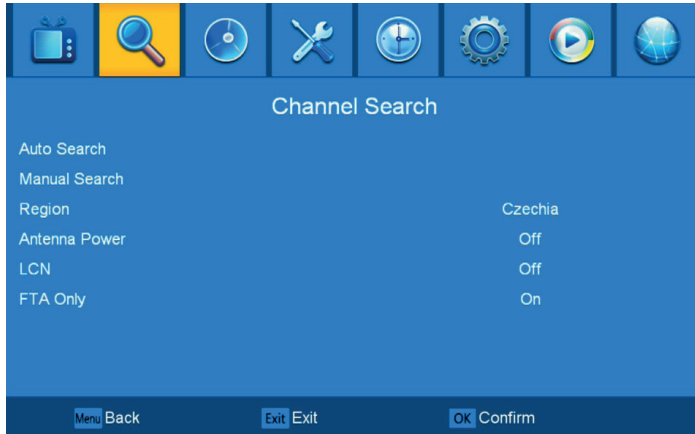 Channel Search
Auto Search
Manual Search
Region Czechia
Antenna Power Off
LCN Off
FTA Only On
Menu Back Exit Exit OK Confirm